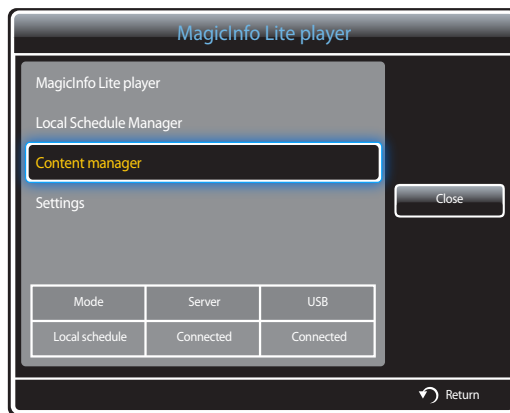 MagicInfo Lite player
MagicInfo Lite player
Local Schedule Manager
Content manager
Settings
Close
Mode Server USB
Local schedule Connected Connected
Return